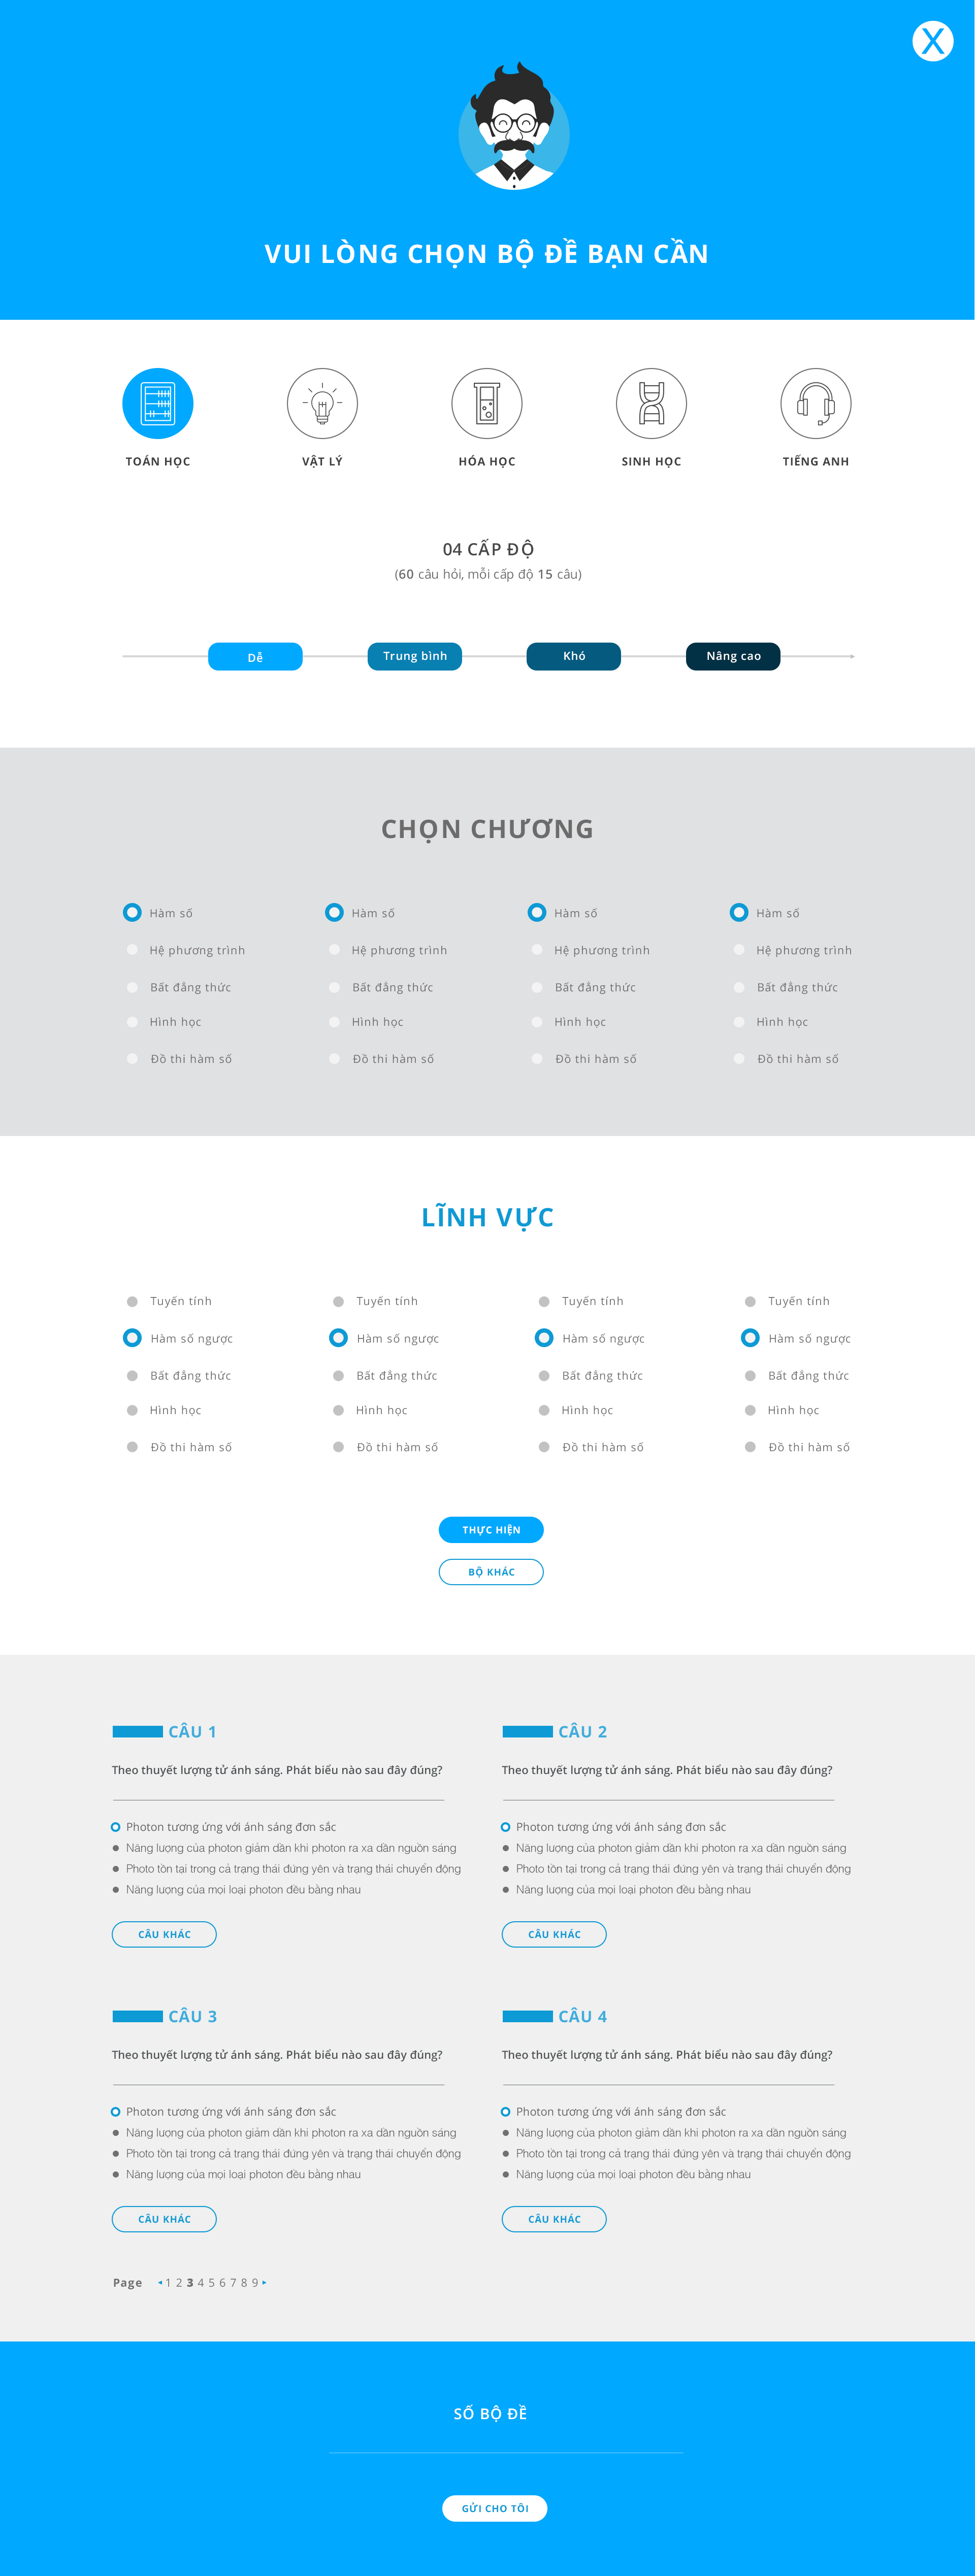 X
VUI LÒNG CHỌN BỘ ĐỀ BẠN CẦN
TOÁN HỌC VẬT LÝ HÓA HỌC SINH HỌC TIẾNG ANH
04 CẤP ĐỘ
(60 câu hỏi, mỗi cấp độ 15 câu)
Dễ Trung bình Khó Nâng cao
CHỌN CHƯƠNG
Hàm số Hàm số Hàm số Hàm số
Hệ phương trình Hệ phương trình Hệ phương trình Hệ phương trình
Bất đẳng thức Bất đẳng thức Bất đẳng thức Bất đẳng thức
Hình học Hình học Hình học Hình học
Đồ thi hàm số Đồ thi hàm số Đồ thi hàm số Đồ thi hàm số
LĨNH VỰC
Tuyến tính Tuyến tính Tuyến tính Tuyến tính
Hàm số ngược Hàm số ngược Hàm số ngược Hàm số ngược
Bất đẳng thức Bất đẳng thức Bất đẳng thức Bất đẳng thức
Hình học Hình học Hình học Hình học
Đồ thi hàm số Đồ thi hàm số Đồ thi hàm số Đồ thi hàm số
THỰC HIỆN
BỘ KHÁC
CÂU 1
Theo thuyết lượng tử ánh sáng. Phát biểu nào sau đây đúng?
Photon tương ứng với ánh sáng đơn sắc
Năng lượng của photon giảm dần khi photon ra xa dần nguồn sáng
Photo tồn tại trong cả trạng thái đúng yên và trạng thái chuyển động
Năng lượng của mọi loại photon đều bằng nhau
CÂU KHÁC
CÂU 2
Theo thuyết lượng tử ánh sáng. Phát biểu nào sau đây đúng?
Photon tương ứng với ánh sáng đơn sắc
Năng lượng của photon giảm dần khi photon ra xa dần nguồn sáng
Photo tồn tại trong cả trạng thái đúng yên và trạng thái chuyển động
Năng lượng của mọi loại photon đều bằng nhau
CÂU KHÁC
CÂU 3
Theo thuyết lượng tử ánh sáng. Phát biểu nào sau đây đúng?
Photon tương ứng với ánh sáng đơn sắc
Năng lượng của photon giảm dần khi photon ra xa dần nguồn sáng
Photo tồn tại trong cả trạng thái đúng yên và trạng thái chuyển động
Năng lượng của mọi loại photon đều bằng nhau
CÂU KHÁC
CÂU 4
Theo thuyết lượng tử ánh sáng. Phát biểu nào sau đây đúng?
Photon tương ứng với ánh sáng đơn sắc
Năng lượng của photon giảm dần khi photon ra xa dần nguồn sáng
Photo tồn tại trong cả trạng thái đúng yên và trạng thái chuyển động
Năng lượng của mọi loại photon đều bằng nhau
CÂU KHÁC
Page 1 2 3 4 5 6 7 8 9
SỐ BỘ ĐỀ
GỬI CHO TÔI